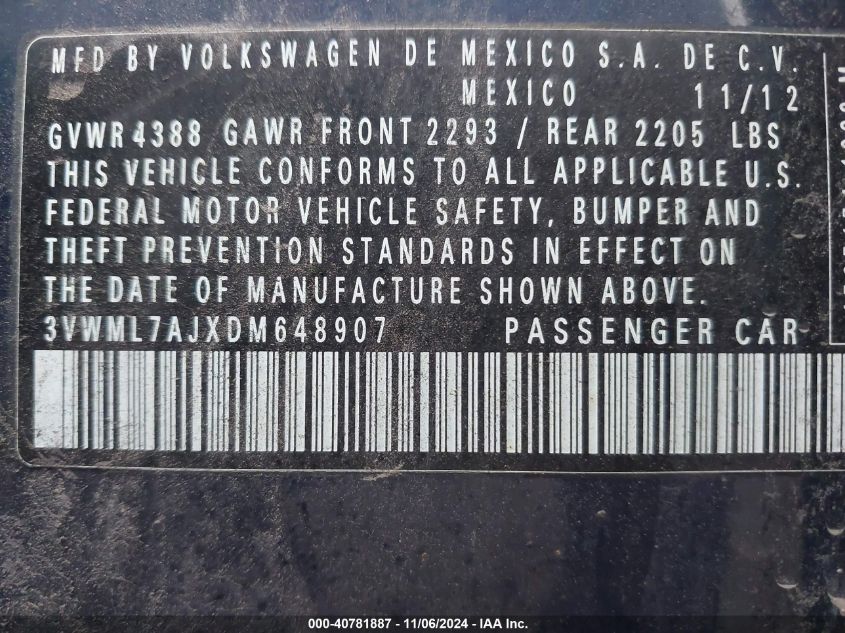 MFD BY VOLKSWAGEN DE MEXICO S.A. DE C.V.
MEXICO 11/12
GVWR 4388 GAWR FRONT 2293 / REAR 2205 LBS
THIS VEHICLE CONFORMS TO ALL APPLICABLE U.S.
FEDERAL MOTOR VEHICLE SAFETY, BUMPER AND
THEFT PREVENTION STANDARDS IN EFFECT ON
THE DATE OF MANUFACTURE SHOWN ABOVE.
3VWML7AJXDM648907 PASSENGER CAR
000-40781887 - 11/06/2024 - IAA Inc.